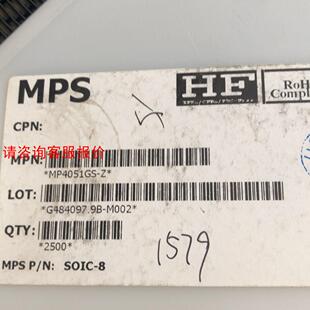 MPS
HF
RoHS
Compl
CPN:
请咨询客服报价
MPN:
*MP4051GS-Z*
LOT:
*G484097.9B-M002*
QTY:
*2500*
1579
MPS P/N: SOIC-8